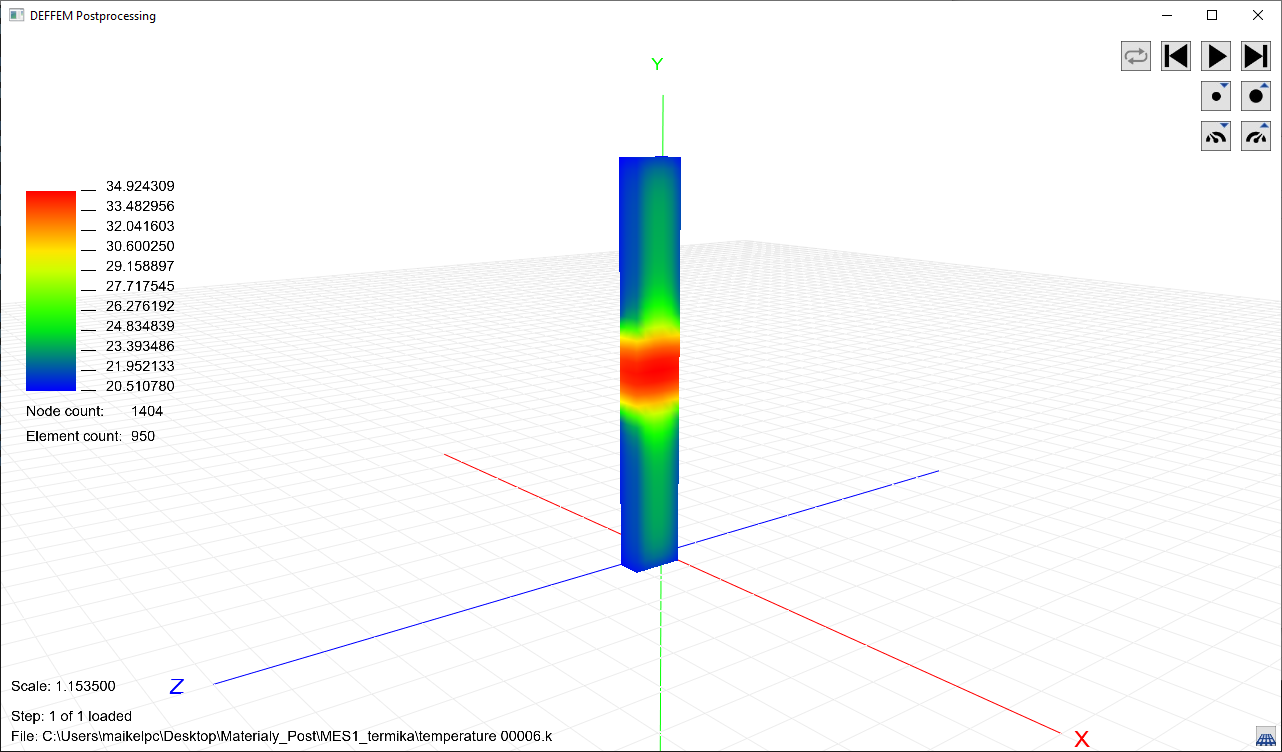 DEFFEM Postprocessing
Y
34.924309
33.482956
32.041603
30.600250
29.158897
27.717545
26.276192
24.834839
23.393486
21.952133
20.510780
Node count: 1404
Element count: 950
Z
Scale: 1.153500
Step: 1 of 1 loaded
File: C:\Users\maikelpc\Desktop\Materialy_Post\MES1_termika\temperature 00006.k
X